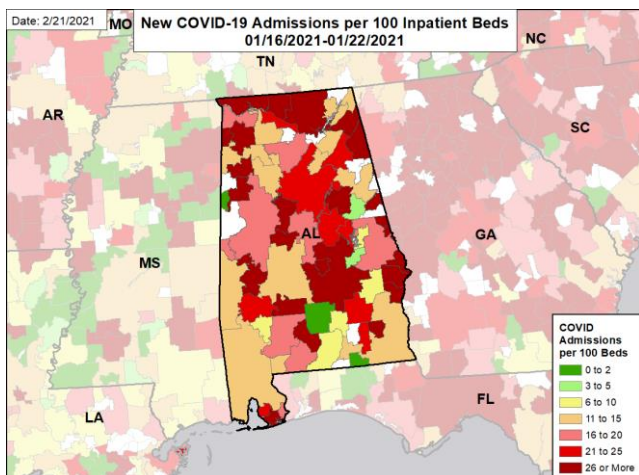 Date: 2/21/2021
New COVID-19 Admissions per 100 Inpatient Beds
01/16/2021-01/22/2021
MO
TN
NC
AR
SC
AL
MS
GA
LA
FL
COVID
Admissions
per 100 Beds
0 to 2
3 to 5
6 to 10
11 to 15
16 to 20
21 to 25
26 or More